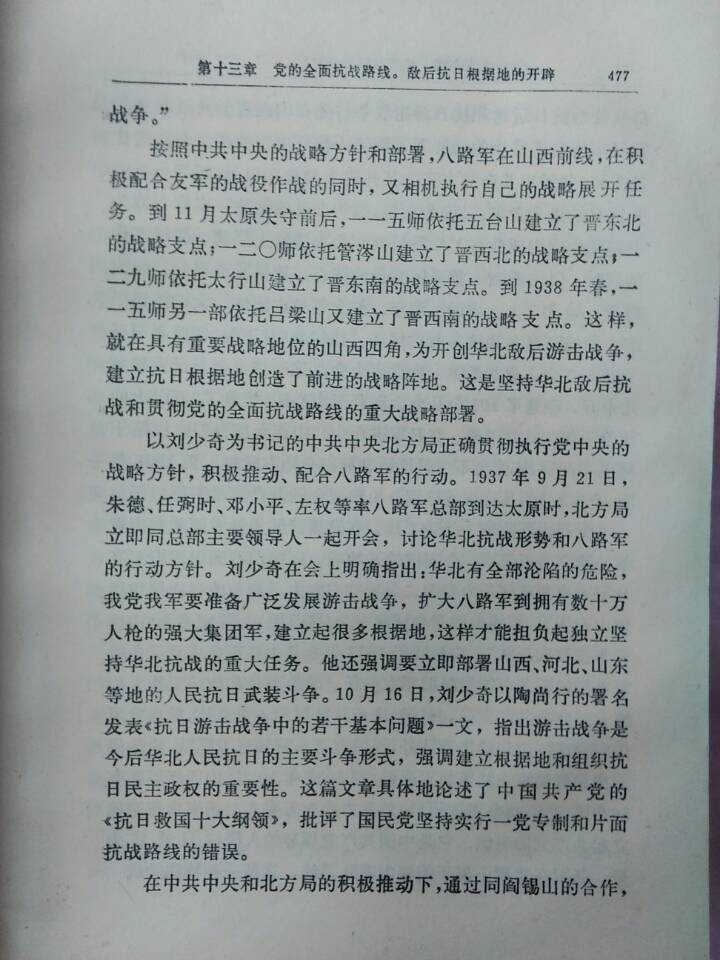 第十三章　党的全面抗战路线。敌后抗日根据地的开辟　477
战争。”
按照中共中央的战略方针和部署，八路军在山西前线，在积
极配合友军的战役作战的同时，又相机执行自己的战略展开任
务。到11月太原失守前后，一一五师依托五台山建立了晋东北
的战略支点；一二〇师依托管涔山建立了晋西北的战略支点；一
二九师依托太行山建立了晋东南的战略支点。到1938年春，一
一五师另一部依托吕梁山又建立了晋西南的战略支点。这样，
就在具有重要战略地位的山西四角，为开创华北敌后游击战争，
建立抗日根据地创造了前进的战略阵地。这是坚持华北敌后抗
战和贯彻党的全面抗战路线的重大战略部署。
以刘少奇为书记的中共中央北方局正确贯彻执行党中央的
战略方针，积极推动、配合八路军的行动。1937年9月21日，
朱德、任弼时、邓小平、左权等率八路军总部到达太原时，北方局
立即同总部主要领导人一起开会，讨论华北抗战形势和八路军
的行动方针。刘少奇在会上明确指出：华北有全部沦陷的危险，
我党我军要准备广泛发展游击战争，扩大八路军到拥有数十万
人枪的强大集团军，建立起很多根据地，这样才能担负起独立坚
持华北抗战的重大任务。他还强调要立即部署山西、河北、山东
等地的人民抗日武装斗争。10月16日，刘少奇以陶尚行的署名
发表《抗日游击战争中的若干基本问题》一文，指出游击战争是
今后华北人民抗日的主要斗争形式，强调建立根据地和组织抗
日民主政权的重要性。这篇文章具体地论述了中国共产党的
《抗日救国十大纲领》，批评了国民党坚持实行一党专制和片面
抗战路线的错误。
在中共中央和北方局的积极推动下，通过同阎锡山的合作，